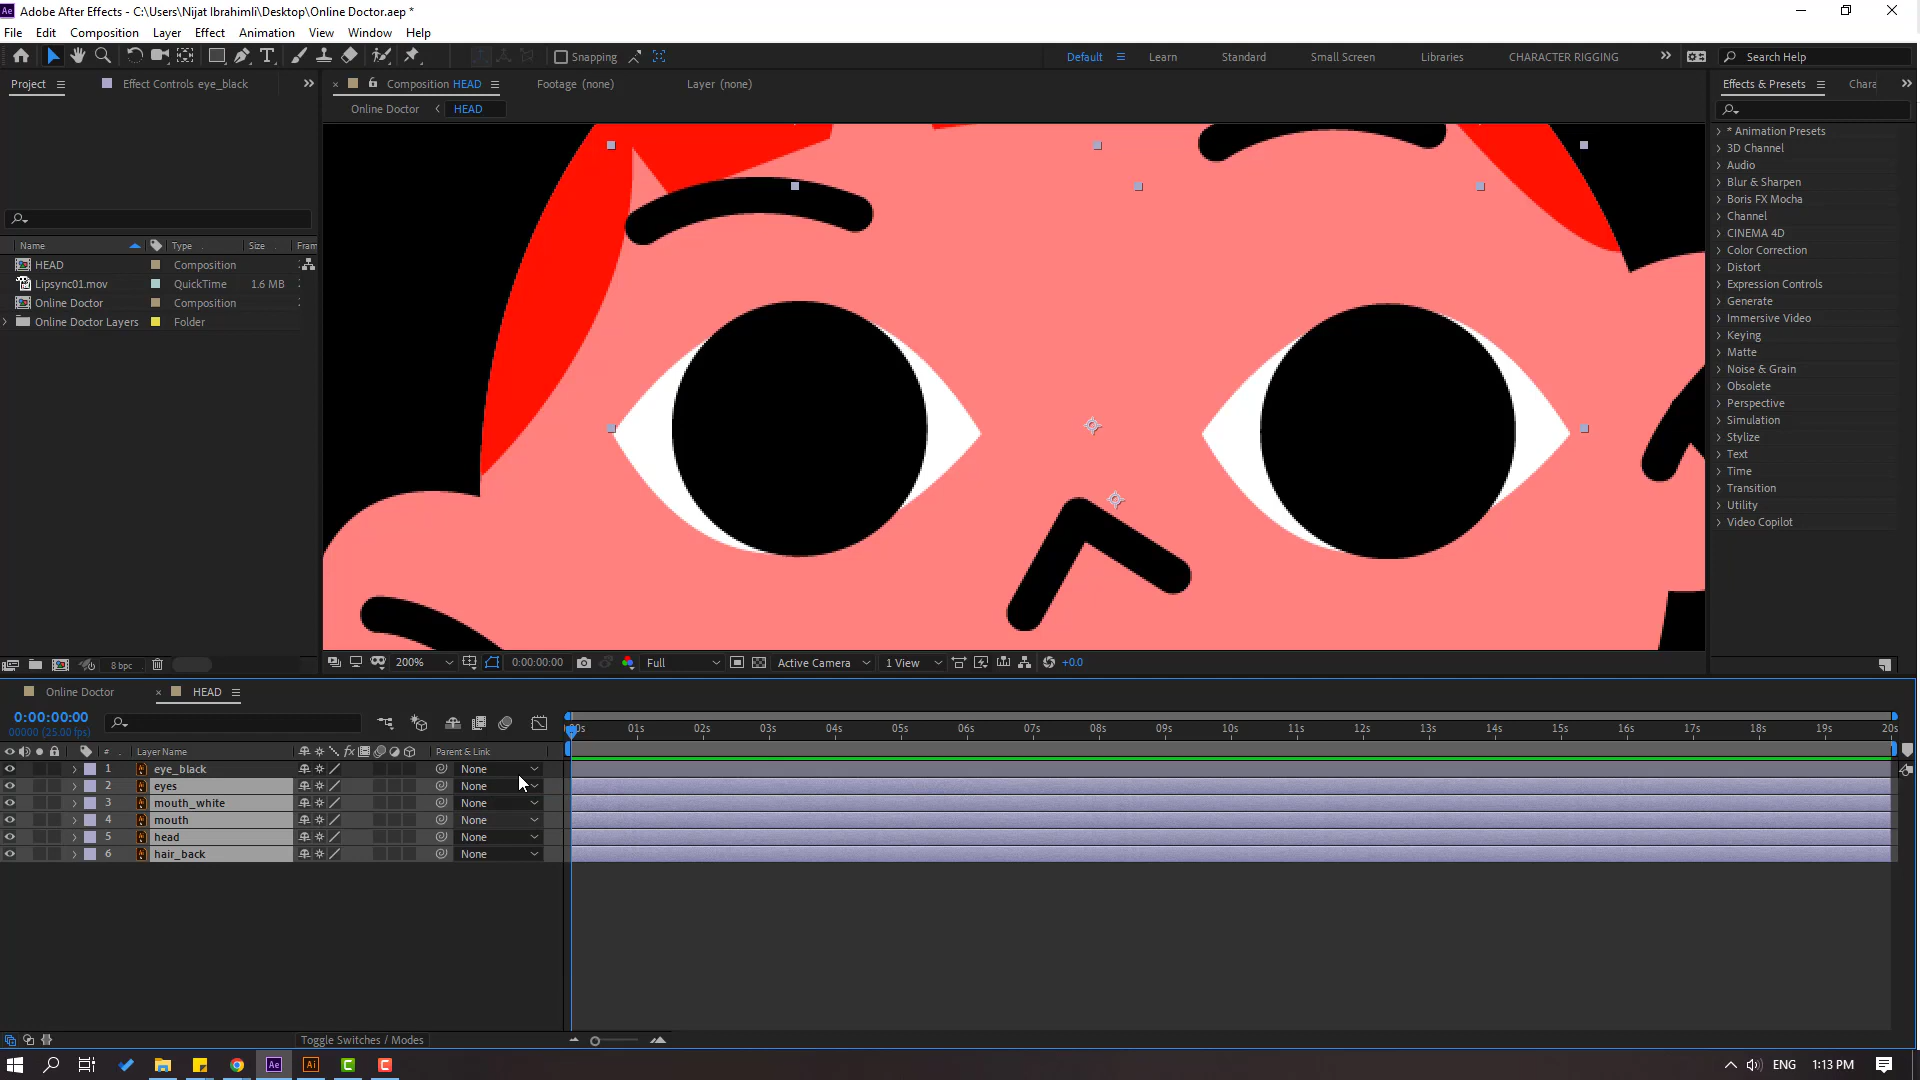 Adobe After Effects - C:\Users\Nijat Ibrahimli\Desktop\Online Doctor.aep *
File Edit Composition Layer Effect Animation View Window Help
Snapping Default Learn Standard Small Screen Libraries CHARACTER RIGGING Search Help
Project Effect Controls eye_black Composition HEAD Footage (none) Layer (none) Effects & Presets Chara
Online Doctor HEAD
* Animation Presets
3D Channel
Audio
Blur & Sharpen
Boris FX Mocha
Channel
CINEMA 4D
Color Correction
Distort
Expression Controls
Generate
Immersive Video
Keying
Matte
Noise & Grain
Obsolete
Perspective
Simulation
Stylize
Text
Time
Transition
Utility
Video Copilot
Name Type Size Fram
HEAD Composition
Lipsync01.mov QuickTime 1.6 MB
Online Doctor Composition
Online Doctor Layers Folder
8 bpc 200% 0:00:00:00 Full Active Camera 1 View +0.0
Online Doctor HEAD
0:00:00:00
00000 (25.00 fps)
00s 01s 02s 03s 04s 05s 06s 07s 08s 09s 10s 11s 12s 13s 14s 15s 16s 17s 18s 19s 20s
# Layer Name fx Parent & Link
1 eye_black None
2 eyes None
3 mouth_white None
4 mouth None
5 head None
6 hair_back None
Toggle Switches / Modes
Ae Ai C C ENG 1:13 PM